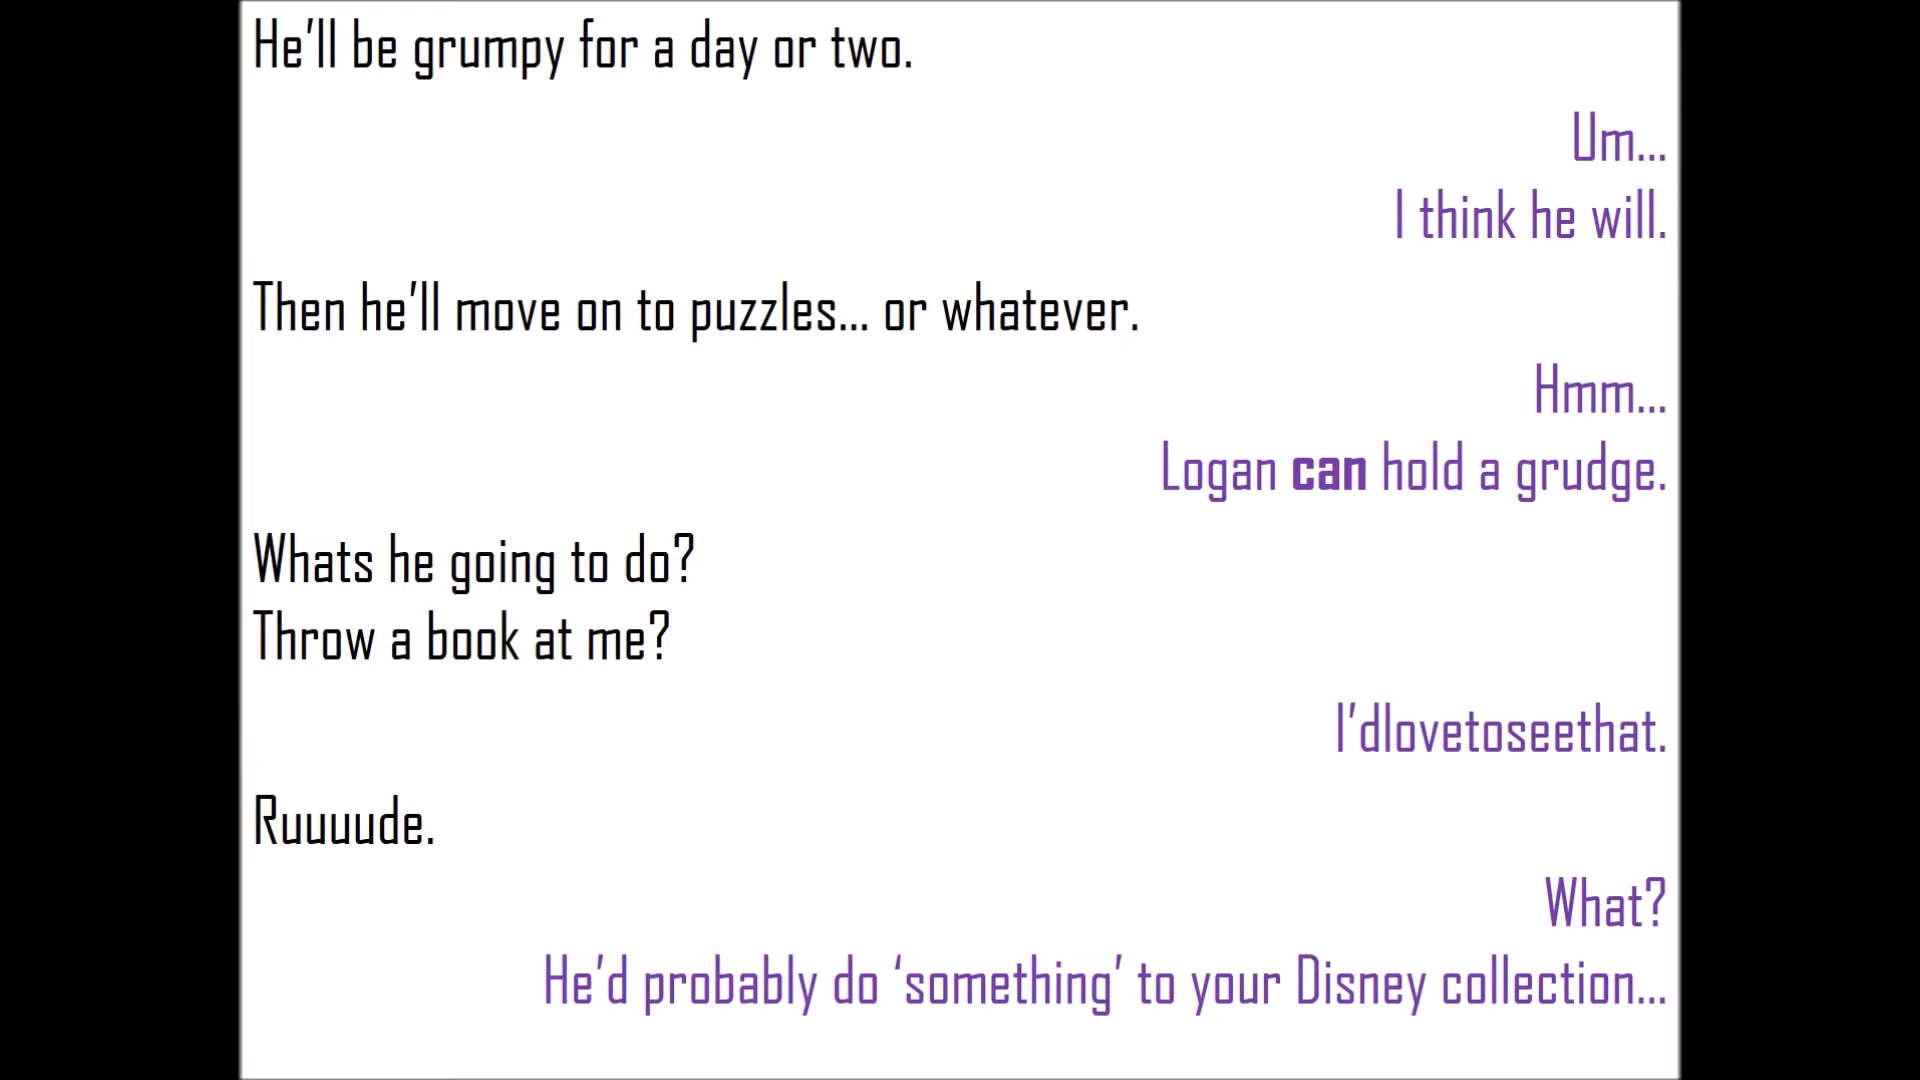 He’ll be grumpy for a day or two.
Um...
I think he will.
Then he’ll move on to puzzles... or whatever.
Hmm...
Logan can hold a grudge.
Whats he going to do?
Throw a book at me?
I’dlovetoseethat.
Ruuuude.
What?
He’d probably do ‘something’ to your Disney collection...